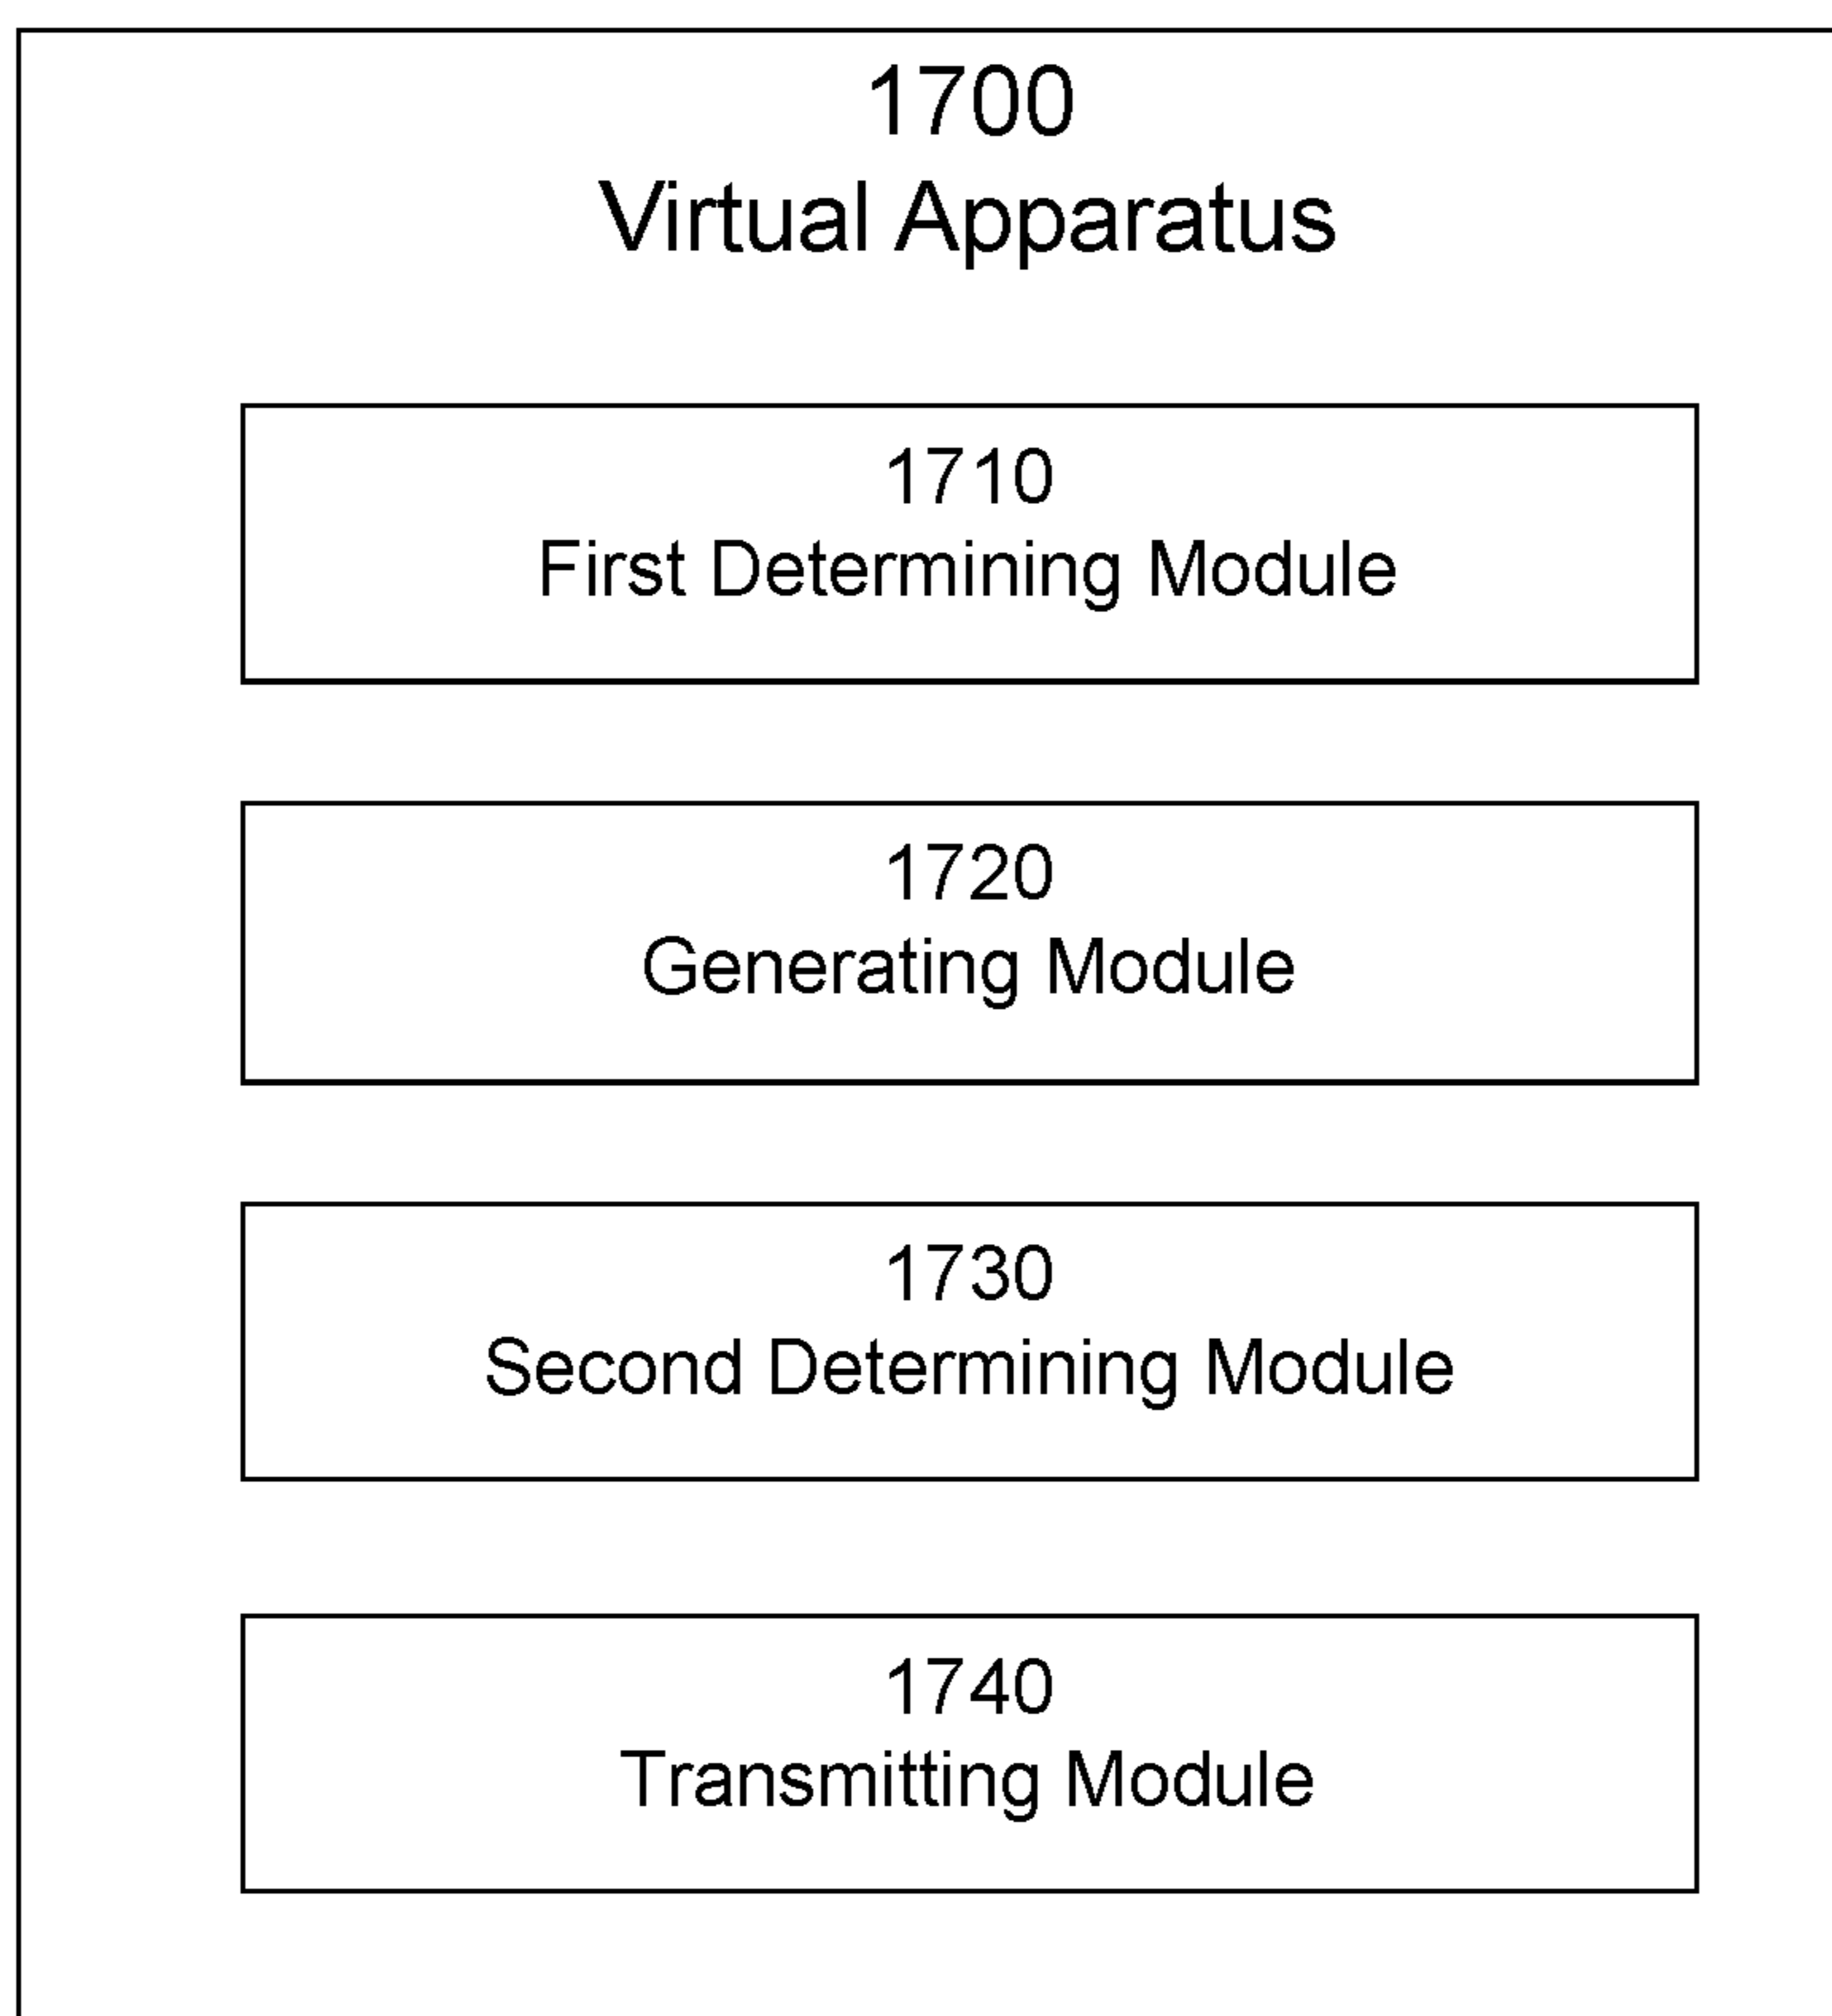 1700
Virtual Apparatus
1710
First Determining Module
1720
Generating Module
1730
Second Determining Module
1740
Transmitting Module